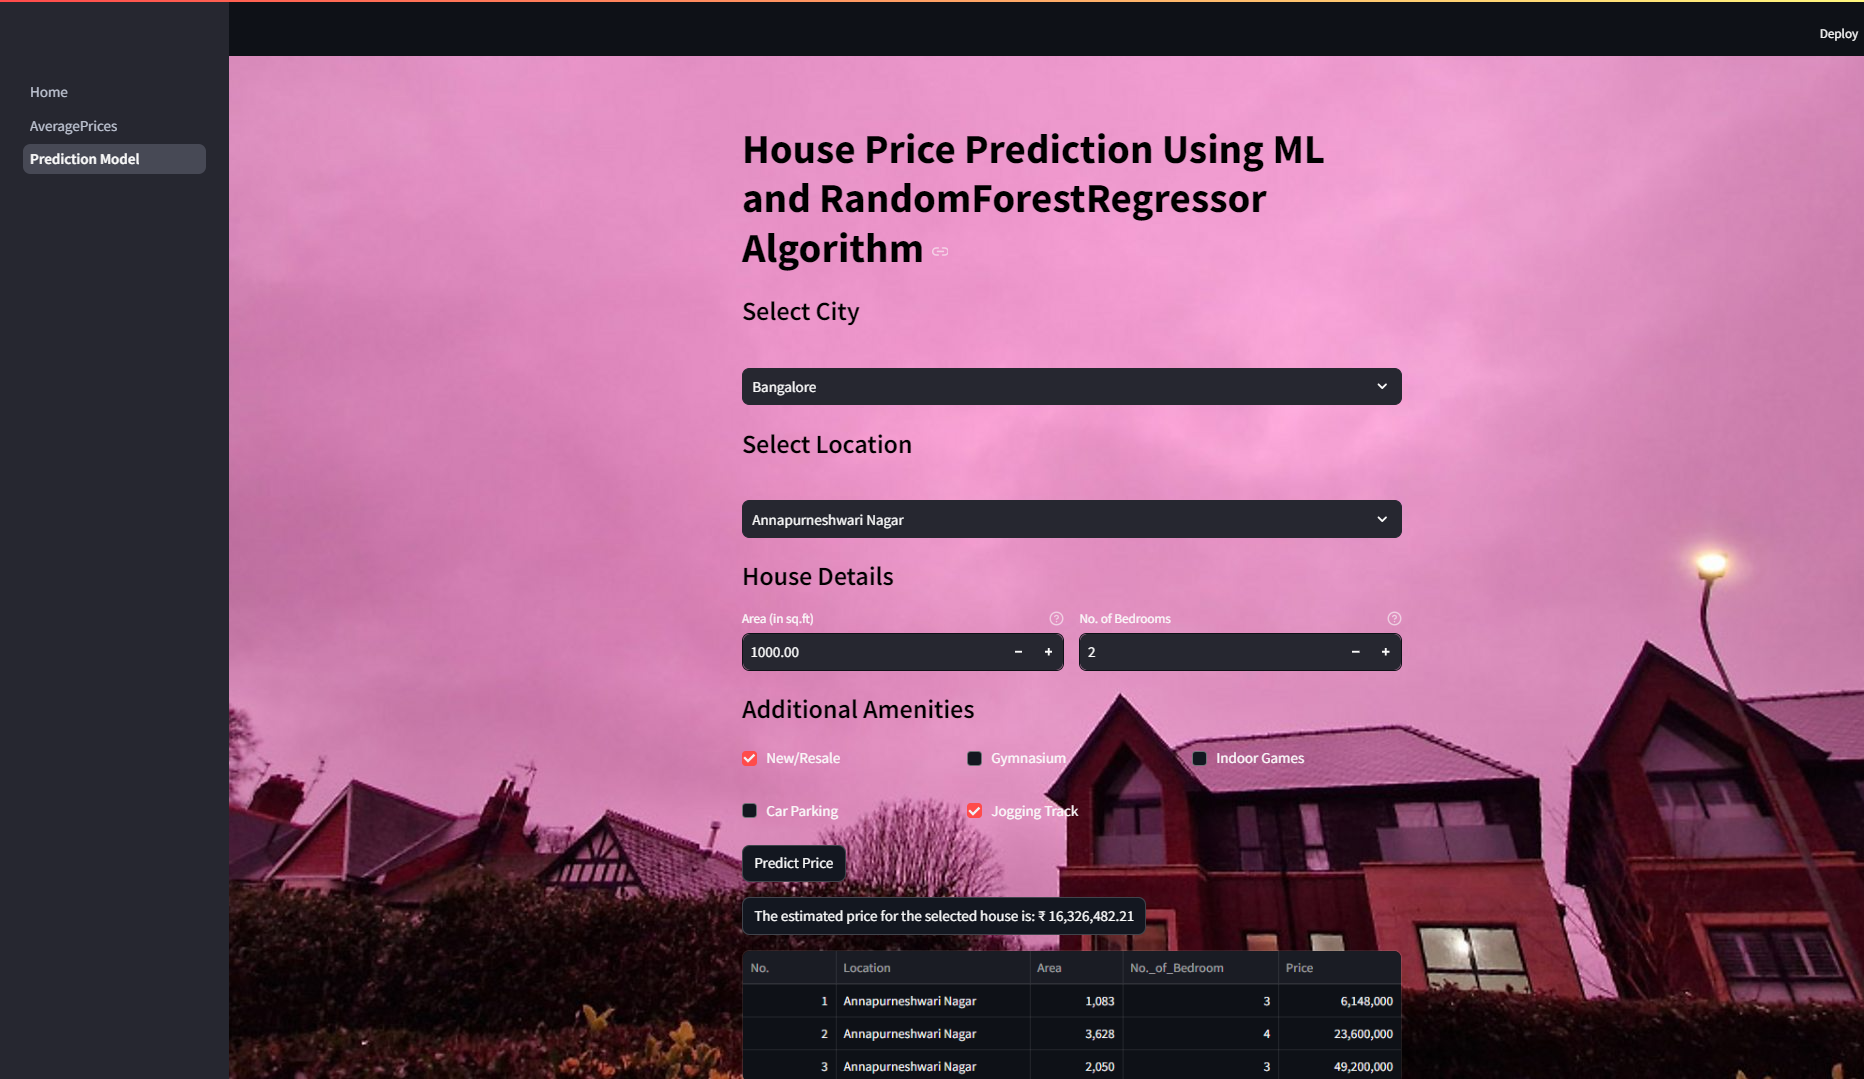 Deploy
Home
AveragePrices
Prediction Model
House Price Prediction Using ML
and RandomForestRegressor
Algorithm
Select City
Bangalore
Select Location
Annapurneshwari Nagar
House Details
Area (in sq.ft) No. of Bedrooms
1000.00 2
Additional Amenities
New/Resale Gymnasium Indoor Games
Car Parking Jogging Track
Predict Price
The estimated price for the selected house is: ₹ 16,326,482.21
No. Location Area No._of_Bedroom Price
1 Annapurneshwari Nagar 1,083 3 6,148,000
2 Annapurneshwari Nagar 3,628 4 23,600,000
3 Annapurneshwari Nagar 2,050 3 49,200,000